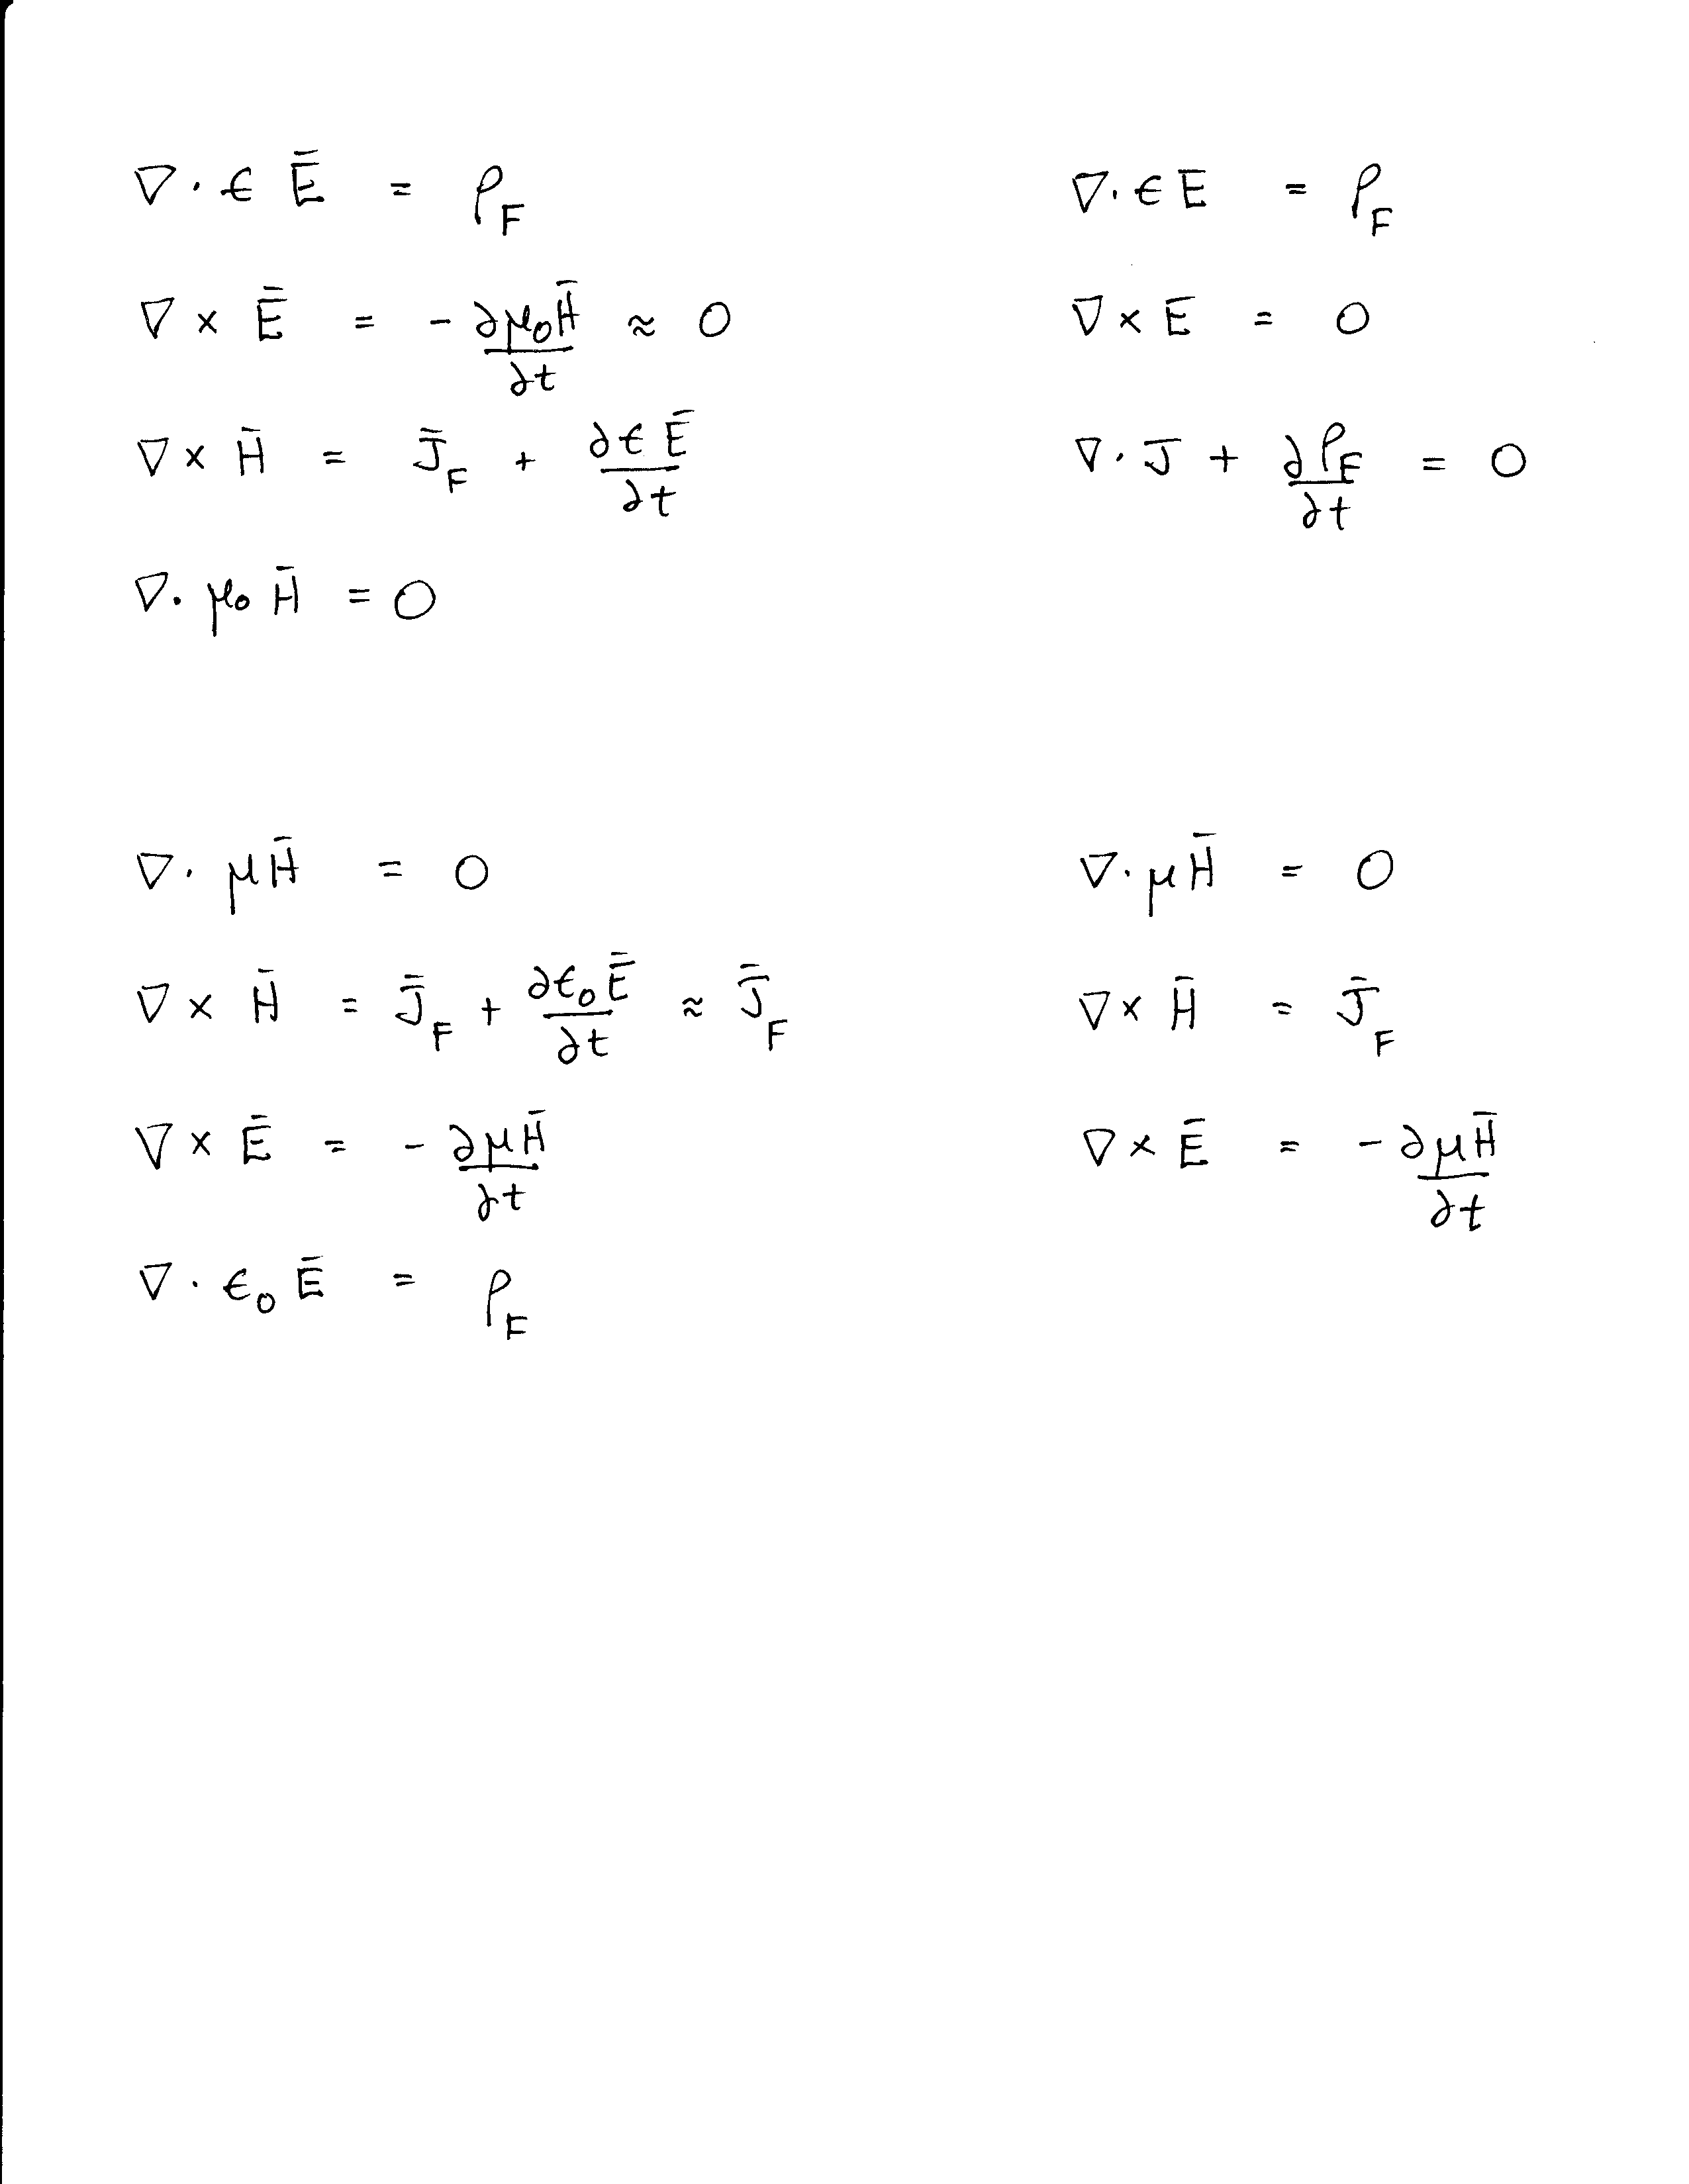 ∇·ϵ Ē = ρ_F
∇ × Ē = - ∂μ₀H̄/∂t ≈ 0
∇ × H̄ = J̄_F + ∂ϵĒ/∂t
∇· μ₀ H̄ = 0
∇·ϵ E = ρ_F
∇ × E = 0
∇· J + ∂ρ_F/∂t = 0
∇· μH̄ = 0
∇ × H̄ = J̄_F + ∂ϵ₀Ē/∂t ≈ J̄_F
∇ × Ē = - ∂μH̄/∂t
∇· ϵ₀ Ē = ρ_F
∇· μH̄ = 0
∇ × H̄ = J̄_F
∇ × Ē = - ∂μH̄/∂t